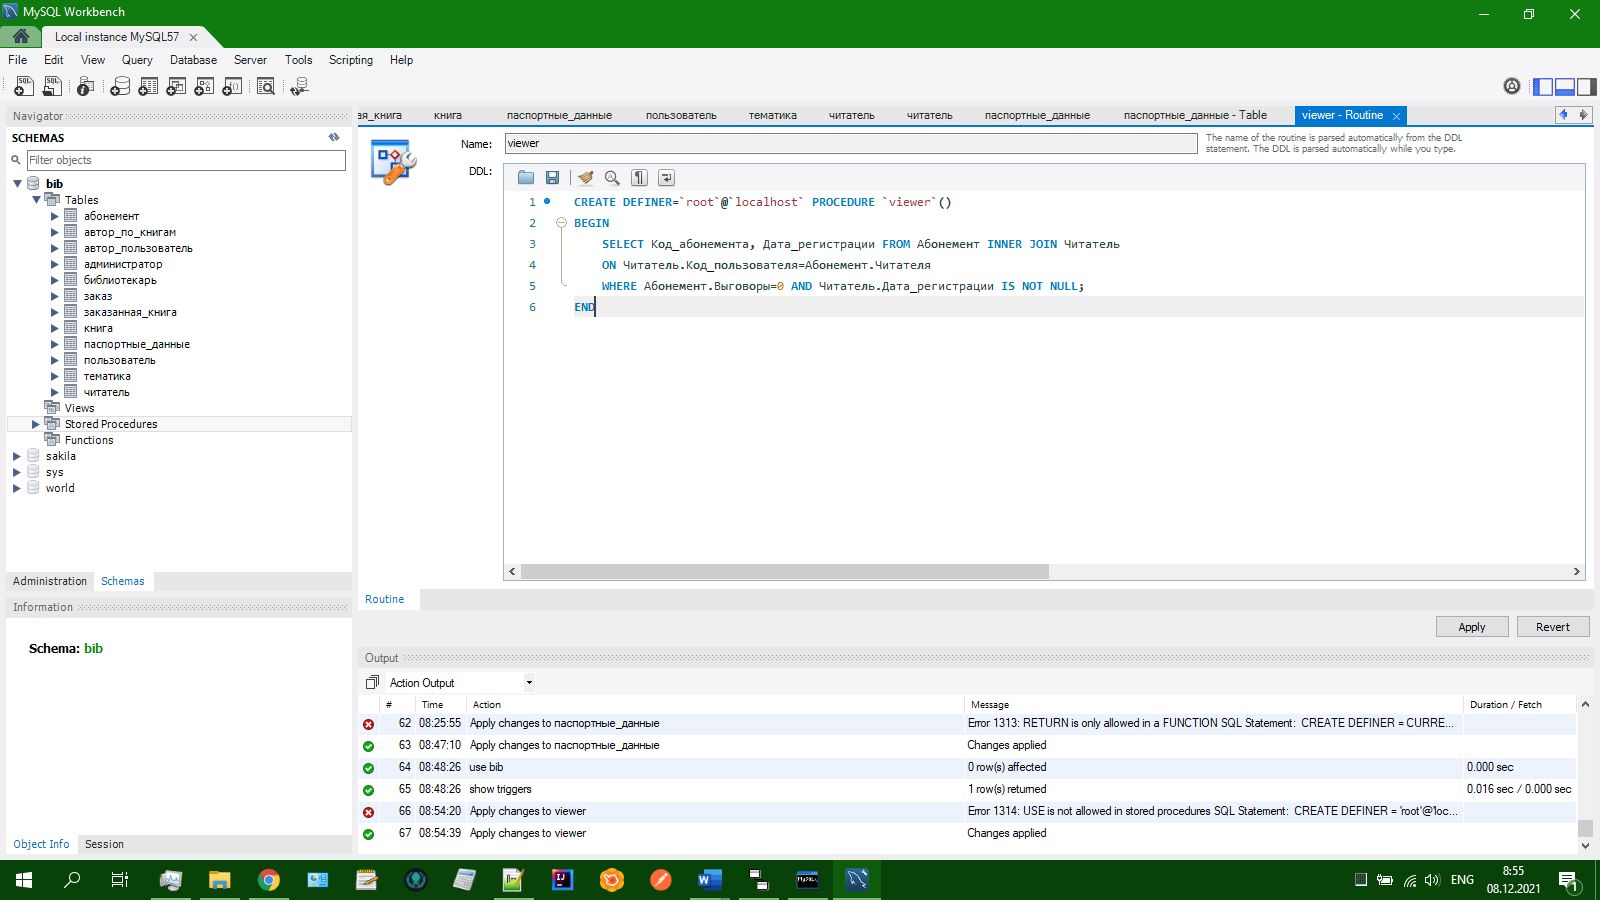 MySQL Workbench
Local instance MySQL57
File Edit View Query Database Server Tools Scripting Help
Navigator
SCHEMAS
Filter objects
bib
Tables
абонемент
автор_по_книгам
автор_пользователь
администратор
библиотекарь
заказ
заказанная_книга
книга
паспортные_данные
пользователь
тематика
читатель
Views
Stored Procedures
Functions
sakila
sys
world
Administration Schemas
Information
Schema: bib
Object Info Session
ая_книга книга паспортные_данные пользователь тематика читатель читатель паспортные_данные паспортные_данные - Table viewer - Routine
Name: viewer
The name of the routine is parsed automatically from the DDL
statement. The DDL is parsed automatically while you type.
DDL:
1 CREATE DEFINER=`root`@`localhost` PROCEDURE `viewer`()
2 BEGIN
3 SELECT Код_абонемента, Дата_регистрации FROM Абонемент INNER JOIN Читатель
4 ON Читатель.Код_пользователя=Абонемент.Читателя
5 WHERE Абонемент.Выговоры=0 AND Читатель.Дата_регистрации IS NOT NULL;
6 END
Routine
Apply Revert
Output
Action Output
# Time Action Message Duration / Fetch
62 08:25:55 Apply changes to паспортные_данные Error 1313: RETURN is only allowed in a FUNCTION SQL Statement: CREATE DEFINER = CURRE...
63 08:47:10 Apply changes to паспортные_данные Changes applied
64 08:48:26 use bib 0 row(s) affected 0.000 sec
65 08:48:26 show triggers 1 row(s) returned 0.016 sec / 0.000 sec
66 08:54:20 Apply changes to viewer Error 1314: USE is not allowed in stored procedures SQL Statement: CREATE DEFINER = 'root'@'loc...
67 08:54:39 Apply changes to viewer Changes applied
ENG
8:55
08.12.2021
1